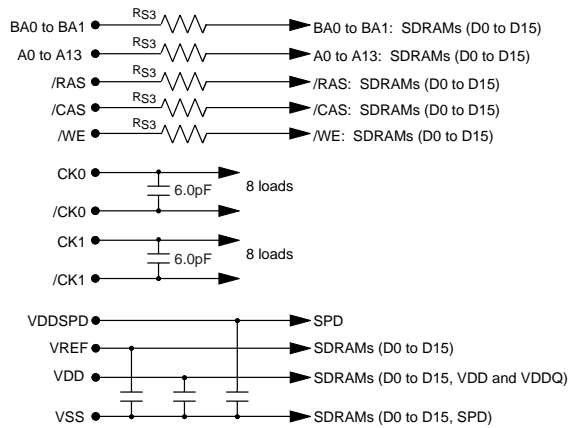 BA0 to BA1 RS3 BA0 to BA1: SDRAMs (D0 to D15)
A0 to A13 RS3 A0 to A13: SDRAMs (D0 to D15)
/RAS RS3 /RAS: SDRAMs (D0 to D15)
/CAS RS3 /CAS: SDRAMs (D0 to D15)
/WE RS3 /WE: SDRAMs (D0 to D15)
CK0
6.0pF 8 loads
/CK0
CK1
6.0pF 8 loads
/CK1
VDDSPD SPD
VREF SDRAMs (D0 to D15)
VDD SDRAMs (D0 to D15, VDD and VDDQ)
VSS SDRAMs (D0 to D15, SPD)